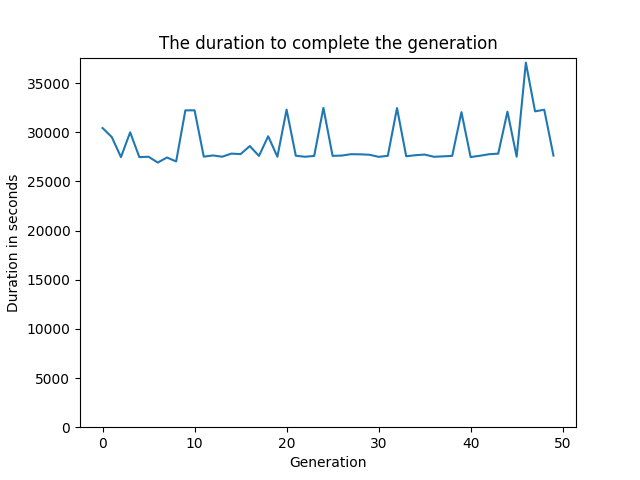 The duration to complete the generation
35000
30000
25000
20000
15000
10000
5000
0
Duration in seconds
0 10 20 30 40 50
Generation